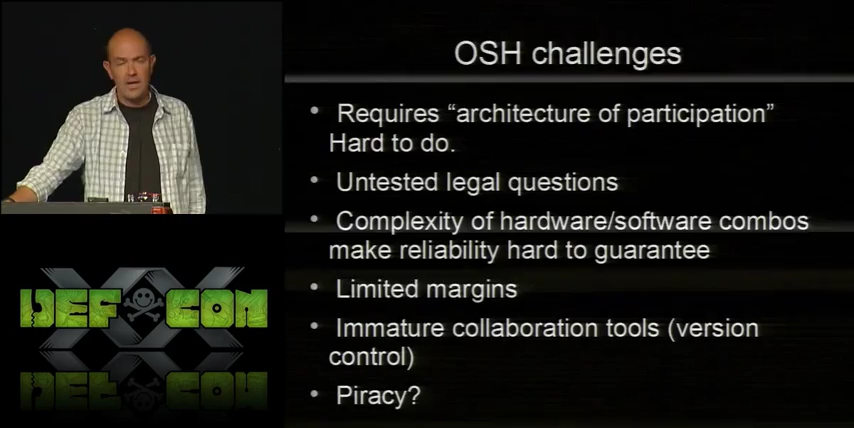 OSH challenges
• Requires “architecture of participation”
Hard to do.
• Untested legal questions
• Complexity of hardware/software combos
make reliability hard to guarantee
• Limited margins
• Immature collaboration tools (version
control)
• Piracy?
XX
DEF CON